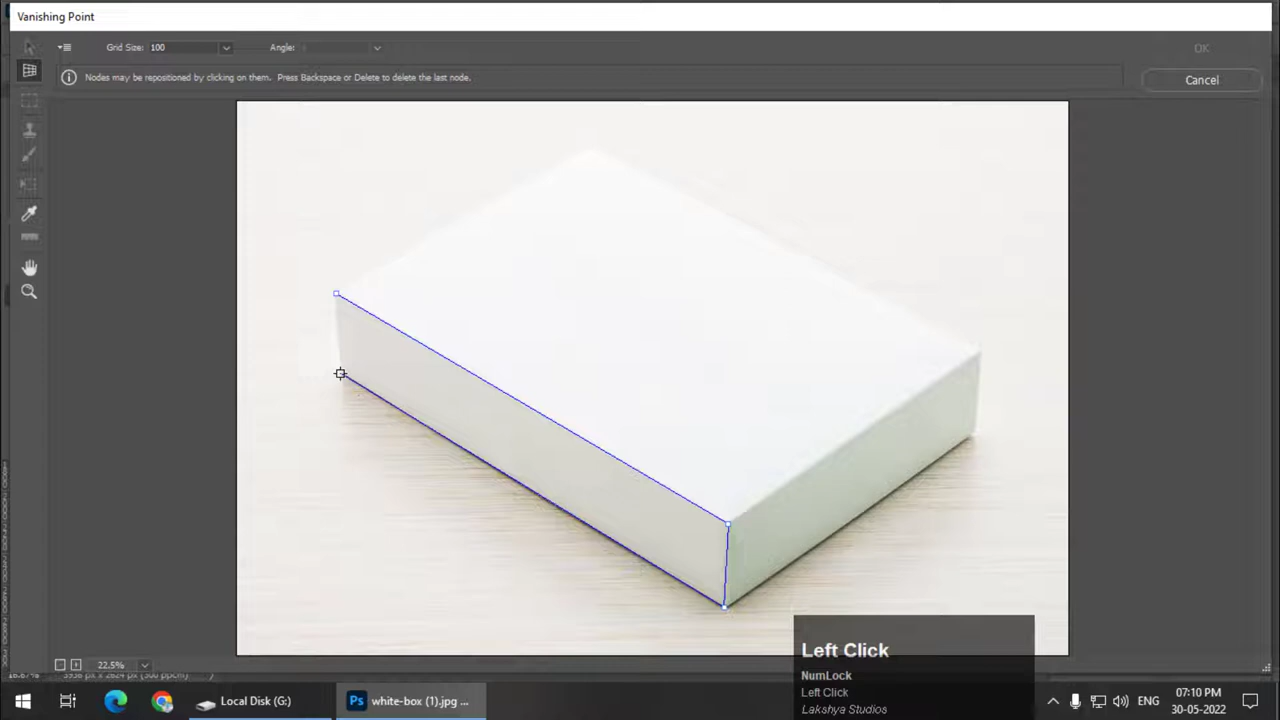 Vanishing Point
Grid Size: 100
Angle:
OK
Nodes may be repositioned by clicking on them. Press Backspace or Delete to delete the last node.
Cancel
22.5%
Left Click
NumLock
Left Click
Lakshya Studios
Local Disk (G:)
Ps
white-box (1).jpg ...
ENG
07:10 PM
30-05-2022